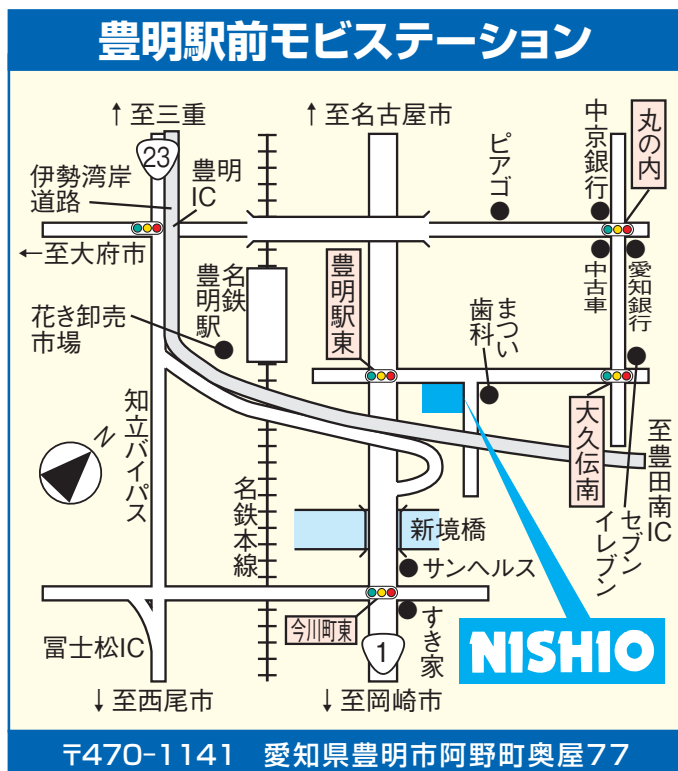 豊明駅前モビステーション
↑至三重
↑至名古屋市
中京銀行
丸の内
ピアゴ
23
豊明
IC
伊勢湾岸
道路
←至大府市
名鉄
豊明駅
豊明駅東
中古車
愛知銀行
花き卸売
市場
まつい
歯科
知立バイパス
N
大久伝南
至豊田南IC
セブン
イレブン
名鉄本線
新境橋
サンヘルス
今川町東
すき家
冨士松IC
1
NISHIO
↓至西尾市
↓至岡崎市
〒470-1141 愛知県豊明市阿野町奥屋77